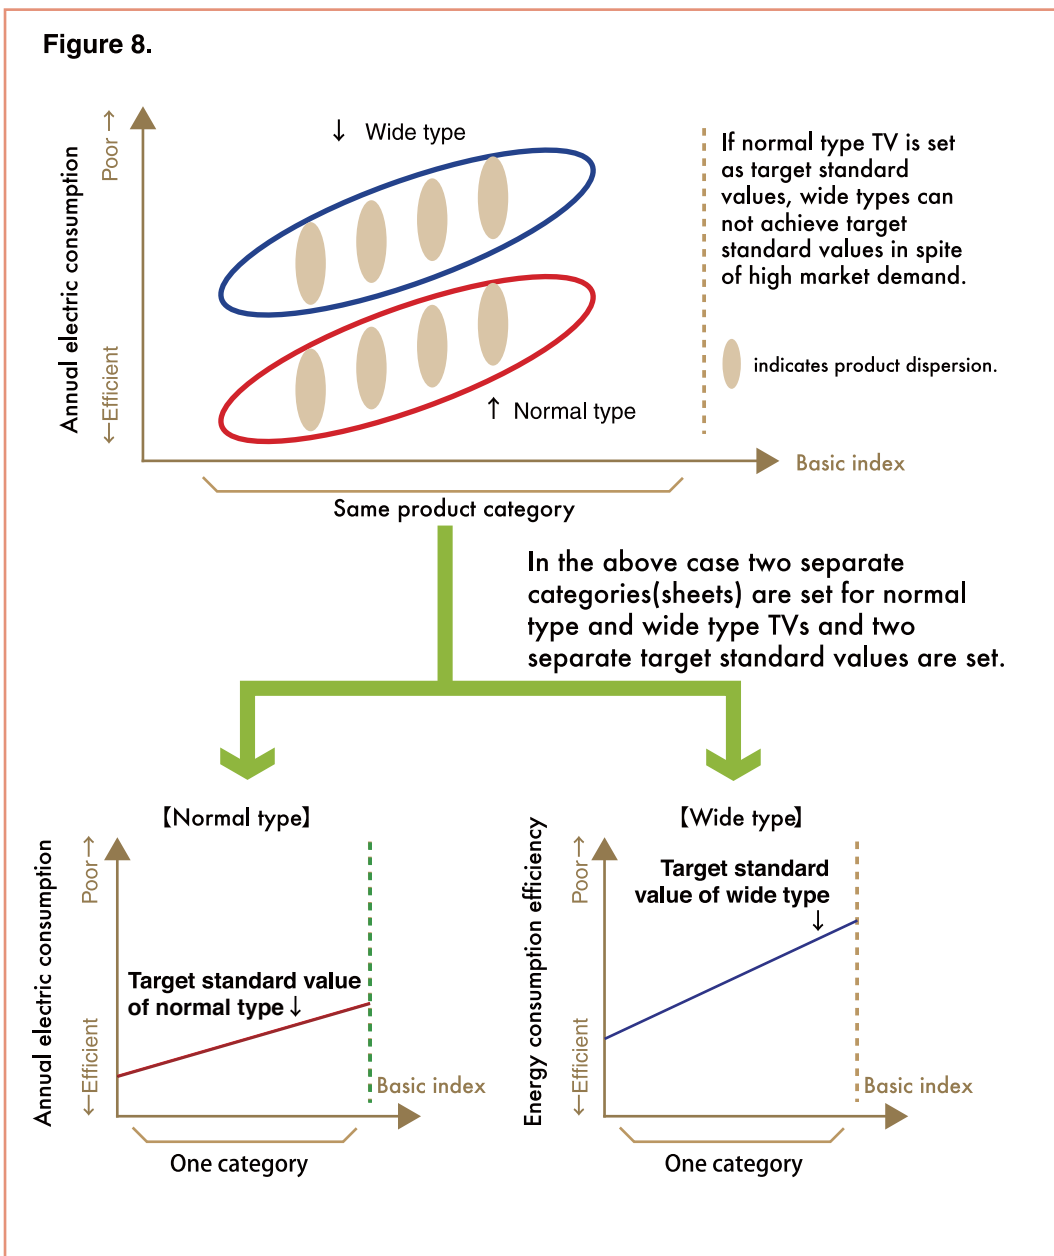 Figure 8.
Annual electric consumption
←Efficient
Poor→
↓ Wide type
↑ Normal type
If normal type TV is set
as target standard
values, wide types can
not achieve target
standard values in spite
of high market demand.
indicates product dispersion.
Basic index
Same product category
In the above case two separate
categories(sheets) are set for normal
type and wide type TVs and two
separate target standard values are set.
【Normal type】
Annual electric consumption
←Efficient
Poor→
Target standard value
of normal type ↓
Basic index
One category
【Wide type】
Energy consumption efficiency
←Efficient
Poor→
Target standard
value of wide type
↓
Basic index
One category